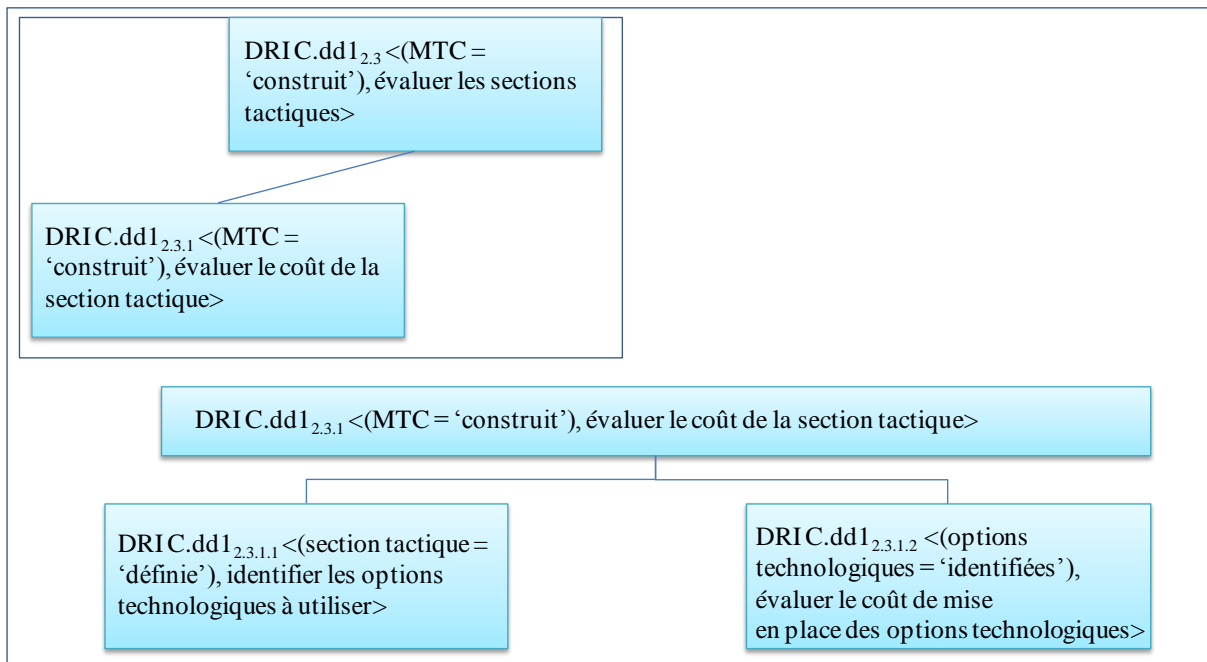 DRIC.dd12.3 <(MTC =
‘construit’), évaluer les sections
tactiques>
DRIC.dd12.3.1 <(MTC =
‘construit’), évaluer le coût de la
section tactique>
DRIC.dd12.3.1 <(MTC = ‘construit’), évaluer le coût de la section tactique>
DRIC.dd12.3.1.1 <(section tactique =
‘définie’), identifier les options
technologiques à utiliser>
DRIC.dd12.3.1.2 <(options
technologiques = ‘identifiées’),
évaluer le coût de mise
en place des options technologiques>